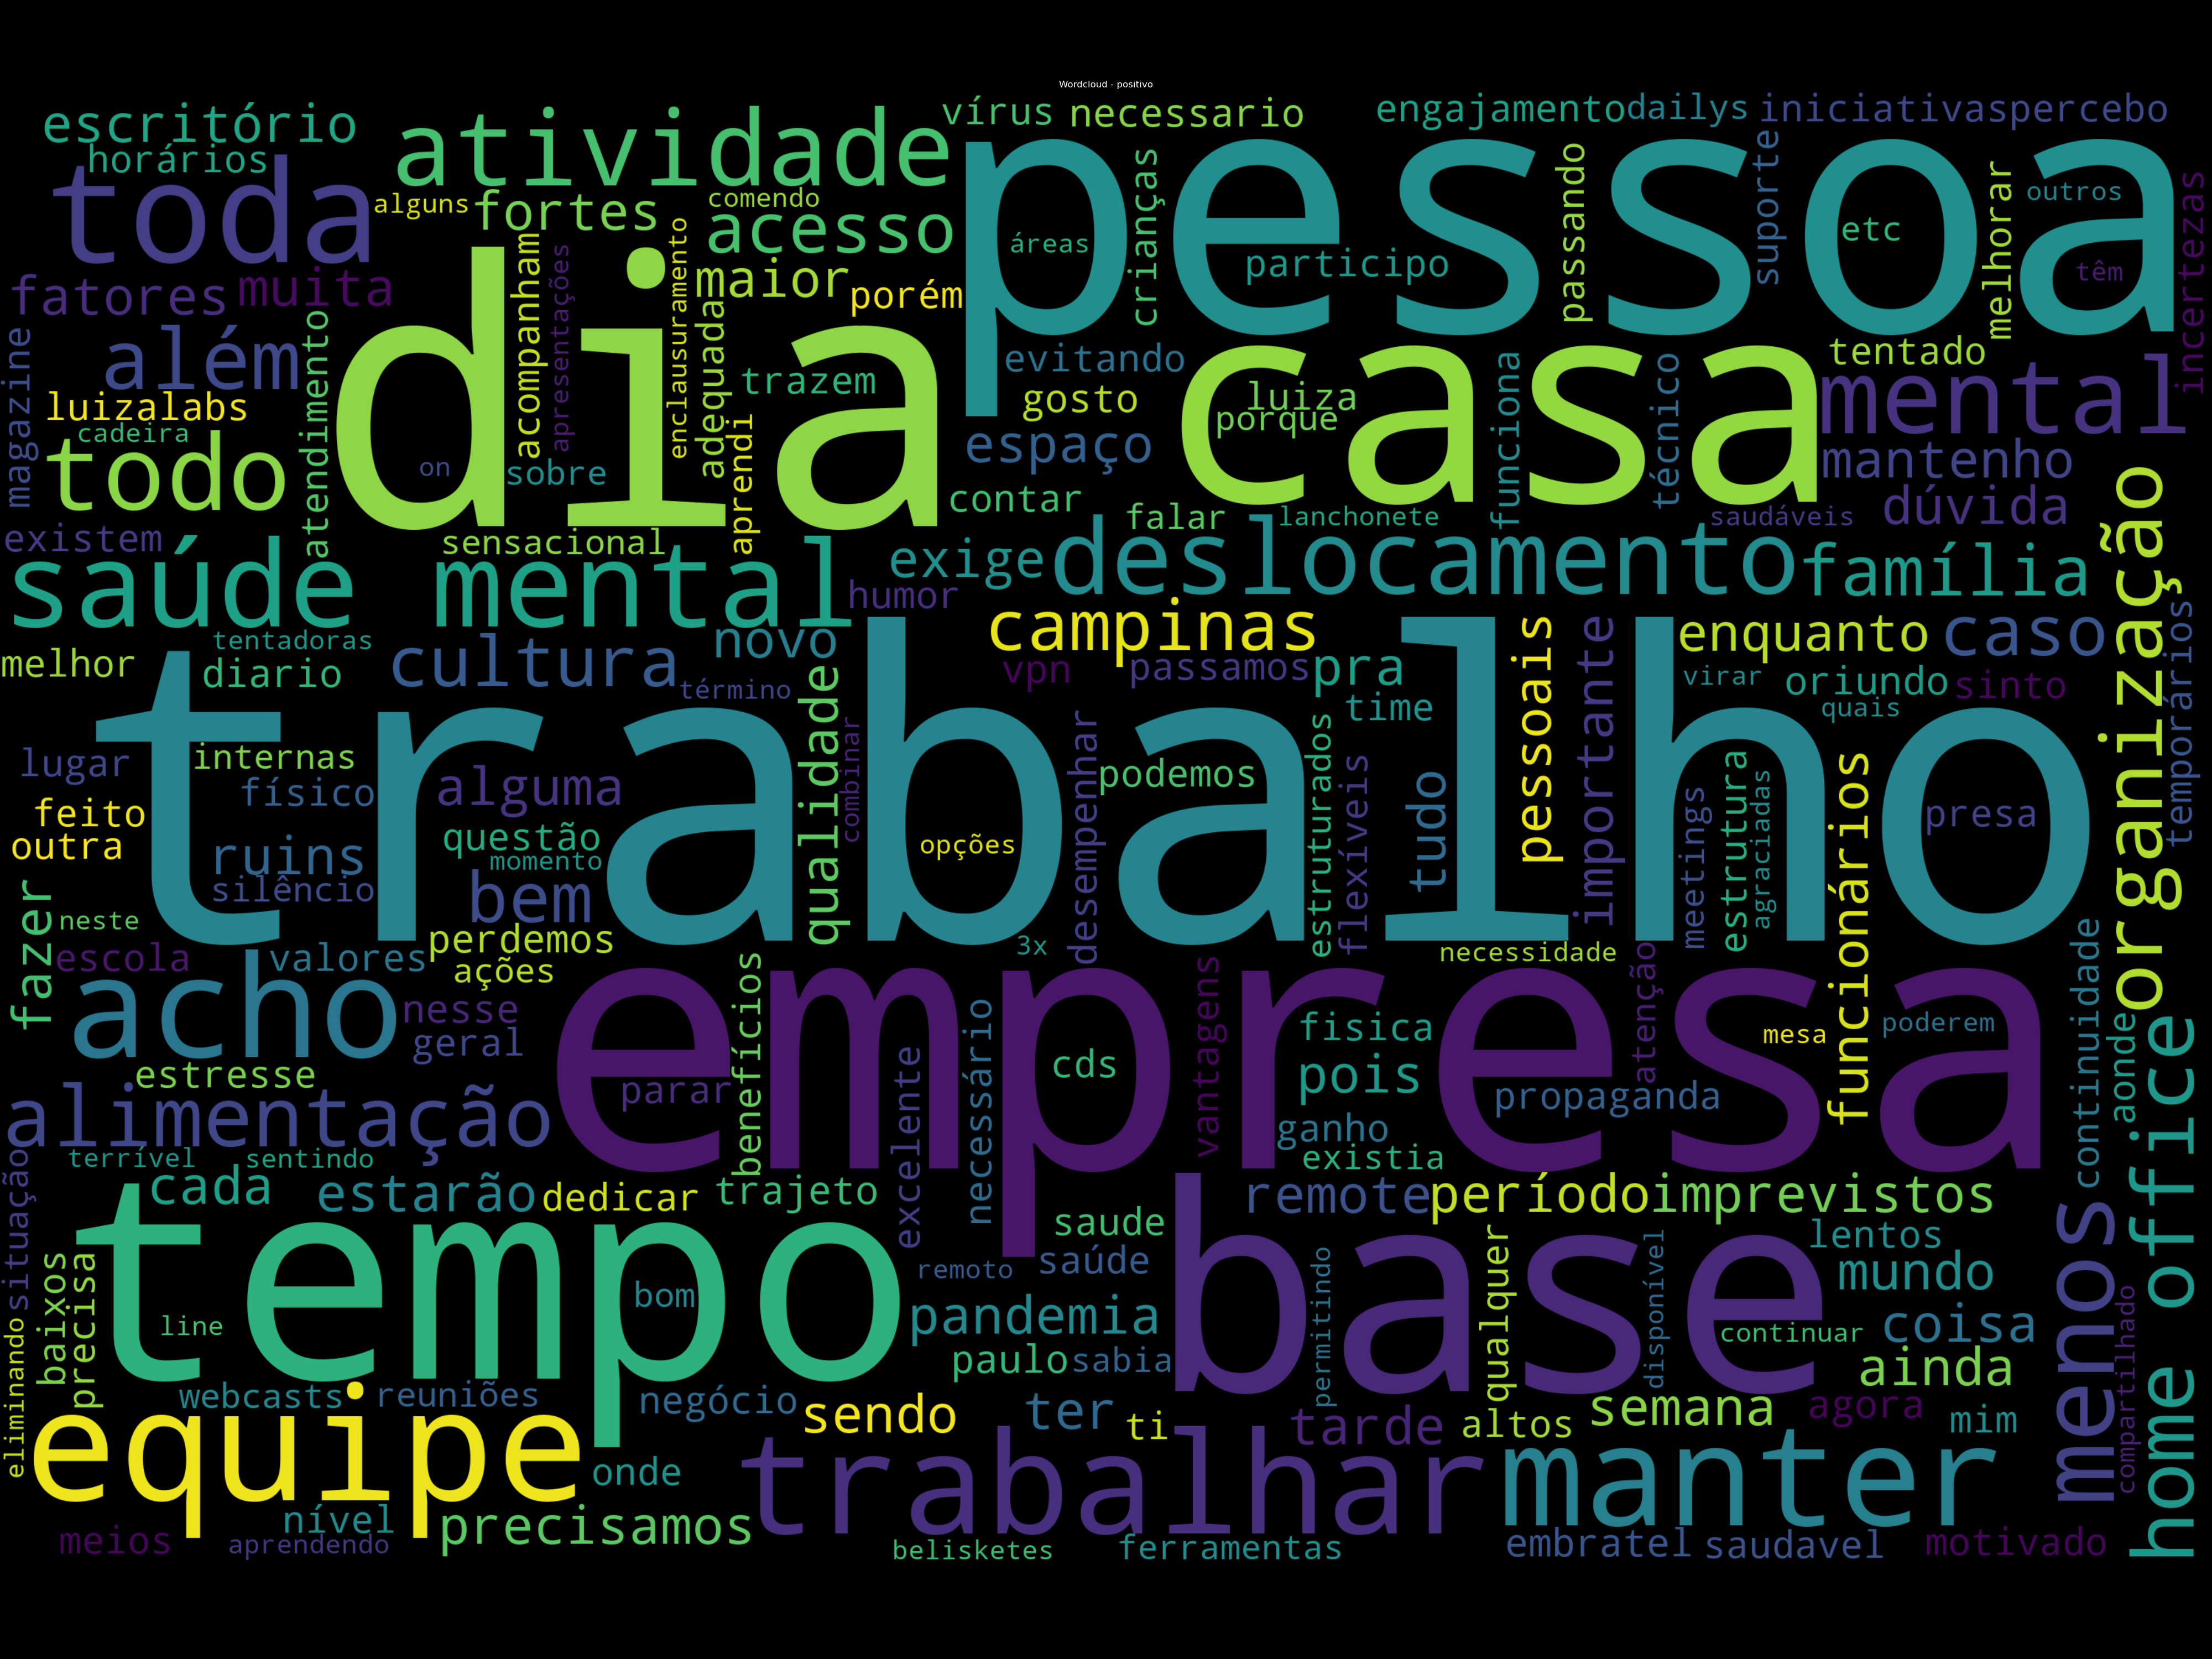 Wordcloud - positivo
escritório
atividade
vírus
necessario
engajamento
dailys
iniciativas
percebo
horários
toda
alguns
fortes
comendo
acesso
pessoa
crianças
passando
suporte
melhorar
outros
incertezas
áreas
participo
etc
têm
fatores
muita
dia
acompanham
apresentações
enclausuramento
maior
adequada
porém
magazine
além
atendimento
trazem
evitando
casa
funciona
técnico
tentado
mental
luizalabs
cadeira
todo
on
sobre
aprendi
gosto
luiza
porque
espaço
mantenho
contar
falar
lanchonete
saudáveis
dúvida
organização
existem
sensacional
saúde mental
humor
exige
deslocamento
família
temporários
tentadoras
melhor
diario
cultura
novo
término
campinas
vpn
passamos
pra
time
pessoais
importante
enquanto
caso
virar
oriundo
sinto
quais
trabalho
qualidade
combinar
lugar
internas
físico
alguma
feito
outra
questão
momento
ruins
silêncio
bem
opções
desempenhar
podemos
estruturados
flexíveis
tudo
meetings
estrutura
agraciadas
funcionários
presa
fazer
neste
escola
valores
perdemos
ações
3x
necessidade
acho
nesse
geral
empresa
benefícios
excelente
necessário
cds
vantagens
fisica
pois
atenção
mesa
poderem
continuidade
aonde
home office
estresse
parar
propaganda
alimentação
ganho
existia
terrível
sentindo
situação
cada
estarão
dedicar
trajeto
remote
período
imprevistos
menos
tempo
saude
saúde
remoto
base
lentos
mundo
baixos
precisa
bom
line
pandemia
permitindo
qualquer
disponível
continuar
coisa
compartilhado
eliminando
paulo
sabia
ainda
webcasts
reuniões
negócio
sendo
ter
ti
tarde
altos
semana
agora
mim
equipe
onde
trabalhar
manter
meios
nível
aprendendo
precisamos
belisketes
ferramentas
embratel
saudavel
motivado